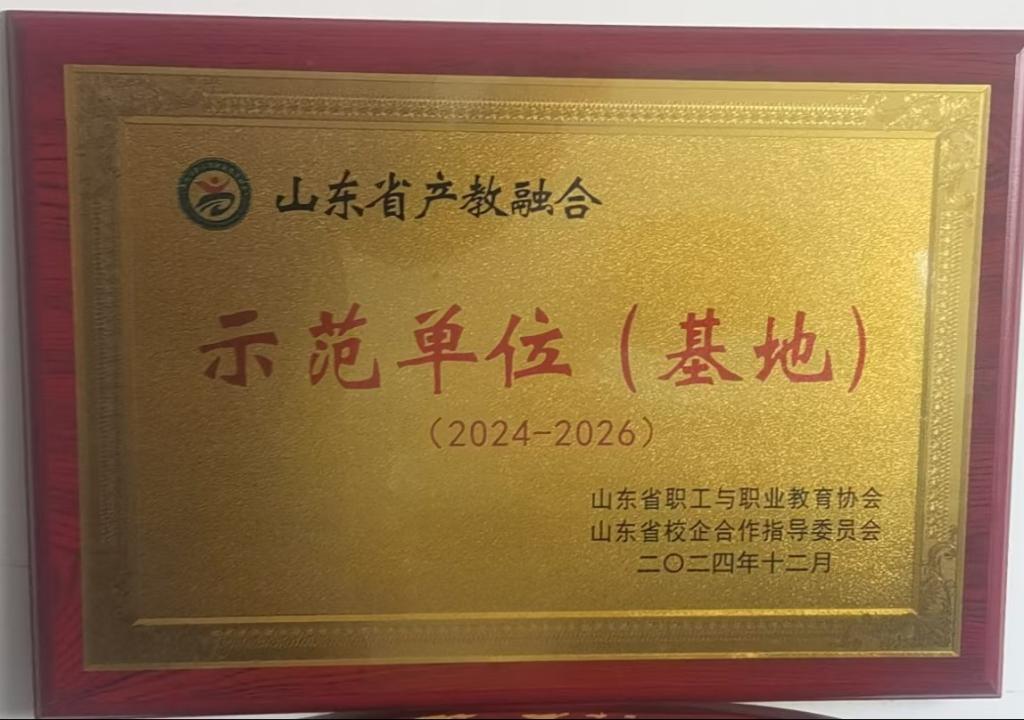 山东省产教融合
示范单位（基地）
（2024-2026）
山东省职工与职业教育协会
山东省校企合作指导委员会
二〇二四年十二月